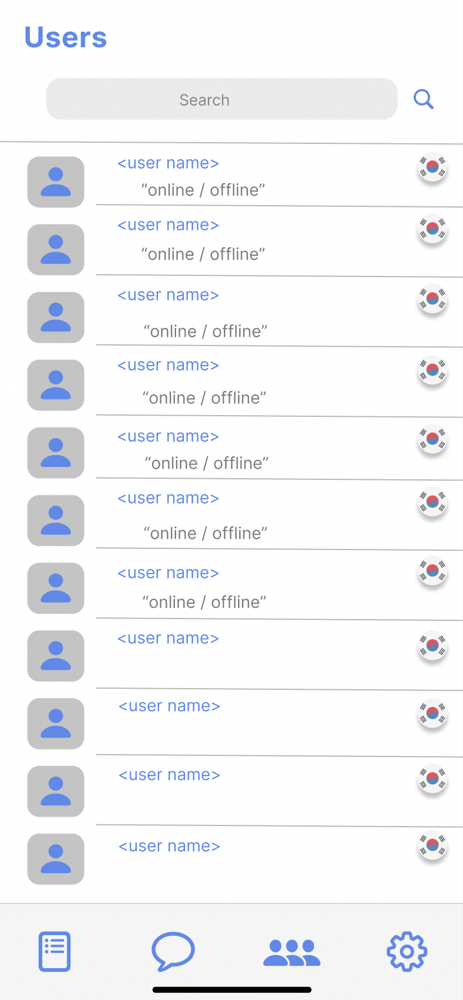 Users
Search
<user name>
“online / offline”
<user name>
“online / offline”
<user name>
“online / offline”
<user name>
“online / offline”
<user name>
“online / offline”
<user name>
“online / offline”
<user name>
“online / offline”
<user name>
<user name>
<user name>
<user name>